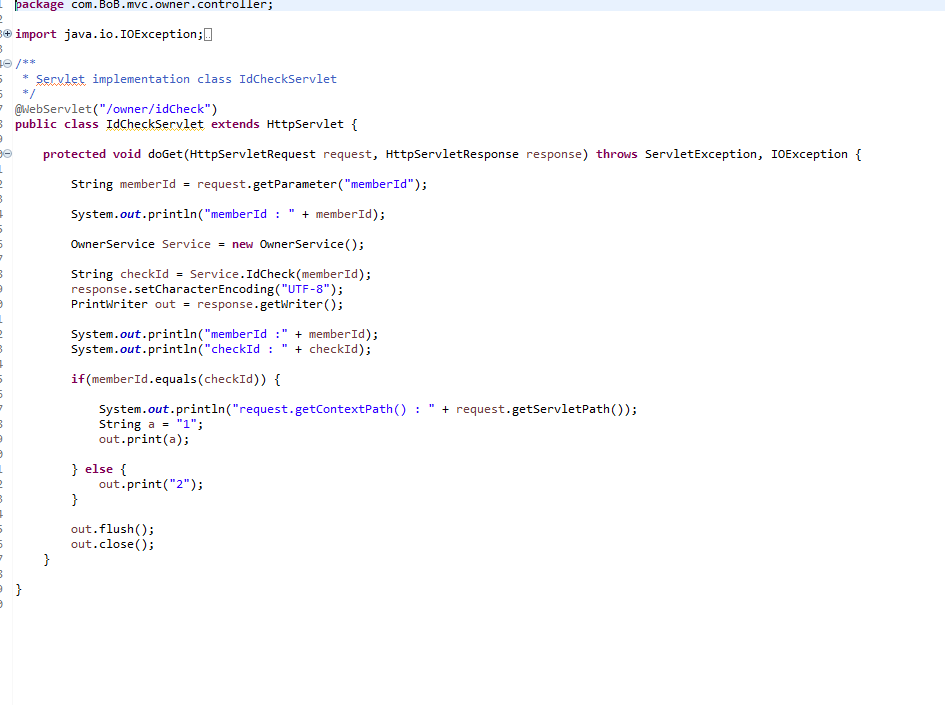 package com.BoB.mvc.owner.controller;
import java.io.IOException;
/**
 * Servlet implementation class IdCheckServlet
 */
@WebServlet("/owner/idCheck")
public class IdCheckServlet extends HttpServlet {
protected void doGet(HttpServletRequest request, HttpServletResponse response) throws ServletException, IOException {
String memberId = request.getParameter("memberId");
System.out.println("memberId : " + memberId);
OwnerService Service = new OwnerService();
String checkId = Service.IdCheck(memberId);
response.setCharacterEncoding("UTF-8");
PrintWriter out = response.getWriter();
System.out.println("memberId :" + memberId);
System.out.println("checkId : " + checkId);
if(memberId.equals(checkId)) {
System.out.println("request.getContextPath() : " + request.getServletPath());
String a = "1";
out.print(a);
} else {
out.print("2");
}
out.flush();
out.close();
}
}